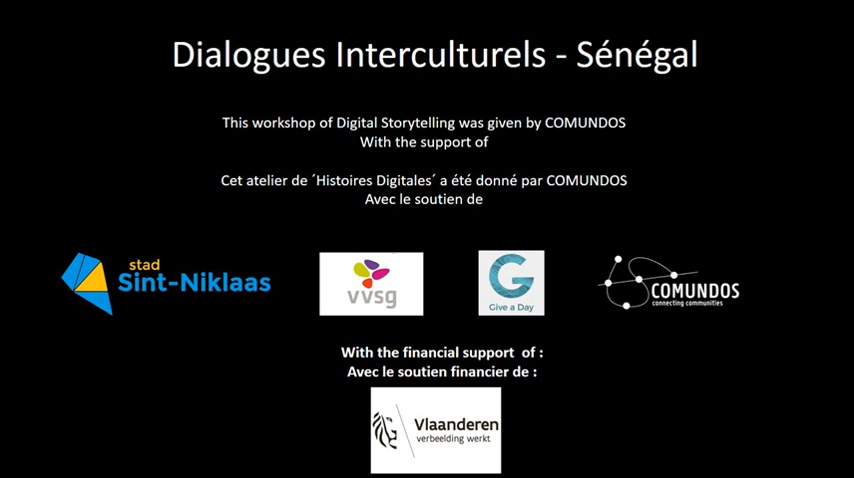 Dialogues Interculturels - Sénégal
This workshop of Digital Storytelling was given by COMUNDOS
With the support of
Cet atelier de ´Histoires Digitales´ a été donné par COMUNDOS
Avec le soutien de
stad
Sint-Niklaas
vvsg
G
Give a Day
COMUNDOS
connecting communities
With the financial support of :
Avec le soutien financier de :
Vlaanderen
verbeelding werkt